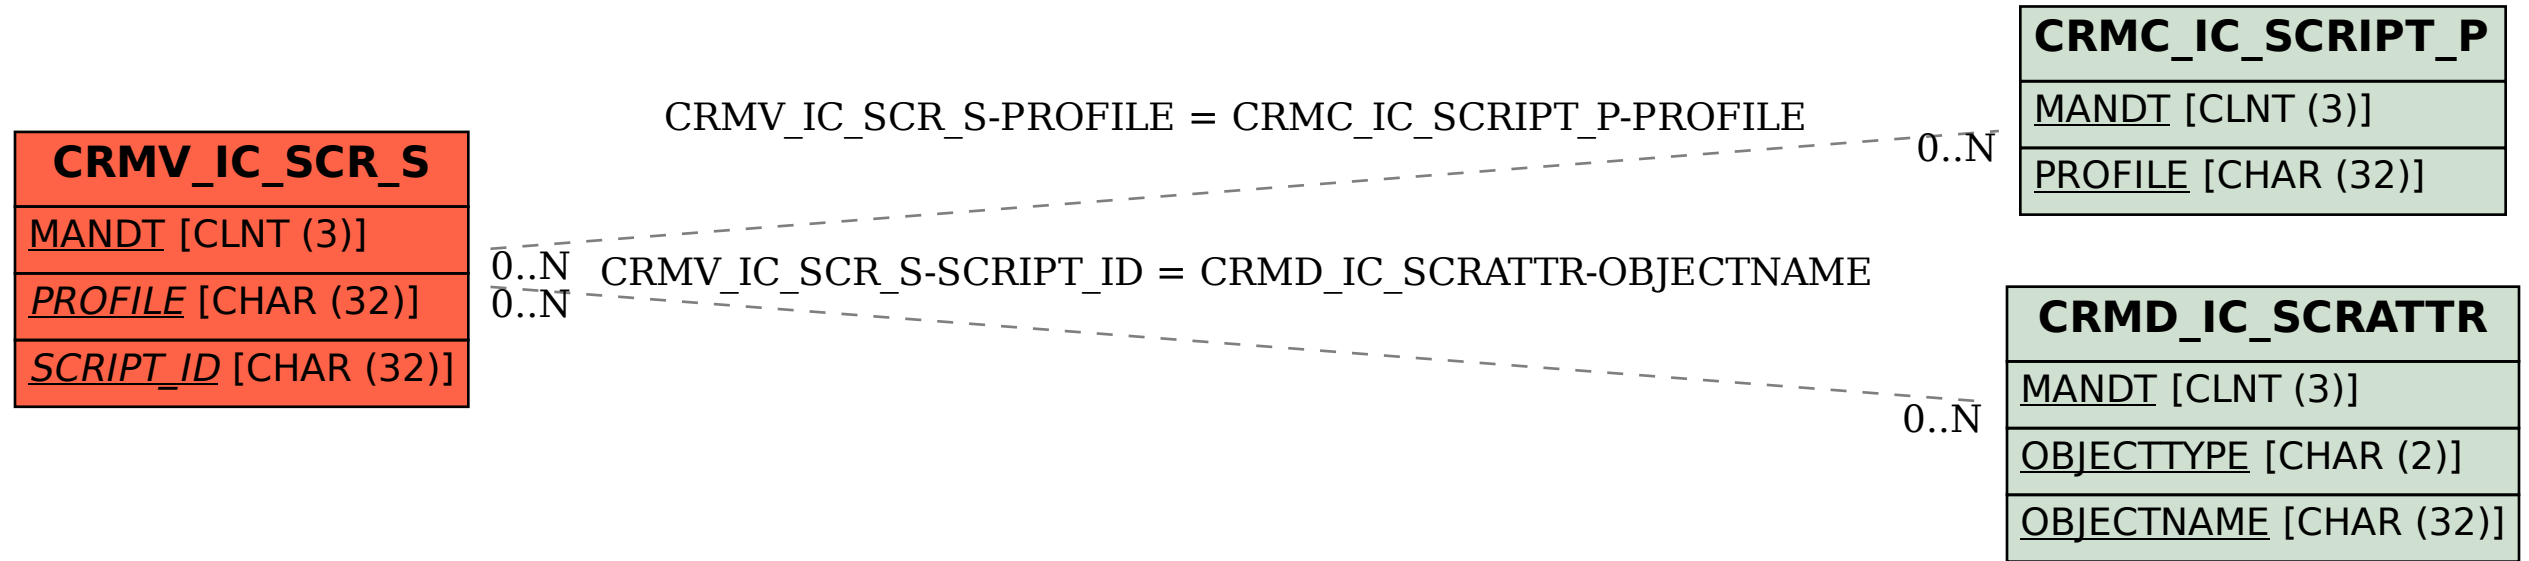 CRMV_IC_SCR_S
MANDT [CLNT (3)]
PROFILE [CHAR (32)]
SCRIPT_ID [CHAR (32)]
CRMV_IC_SCR_S-PROFILE = CRMC_IC_SCRIPT_P-PROFILE
0..N
0..N
CRMV_IC_SCR_S-SCRIPT_ID = CRMD_IC_SCRATTR-OBJECTNAME
0..N
0..N
CRMC_IC_SCRIPT_P
MANDT [CLNT (3)]
PROFILE [CHAR (32)]
CRMD_IC_SCRATTR
MANDT [CLNT (3)]
OBJECTTYPE [CHAR (2)]
OBJECTNAME [CHAR (32)]